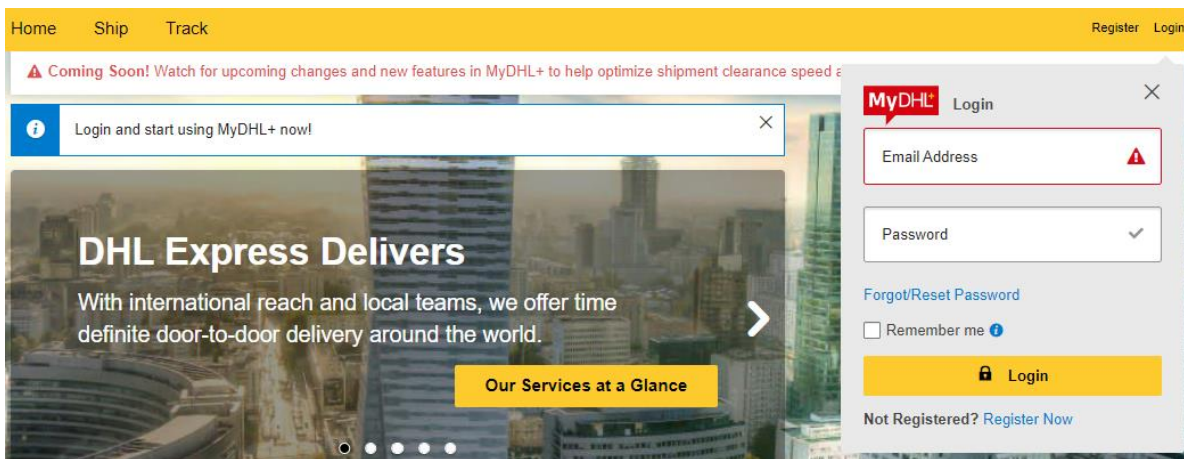 Home Ship Track Register Login
Coming Soon! Watch for upcoming changes and new features in MyDHL+ to help optimize shipment clearance speed a
Login and start using MyDHL+ now!
DHL Express Delivers
With international reach and local teams, we offer time
definite door-to-door delivery around the world.
Our Services at a Glance
MyDHL+ Login
Email Address
Password
Forgot/Reset Password
Remember me
Login
Not Registered? Register Now